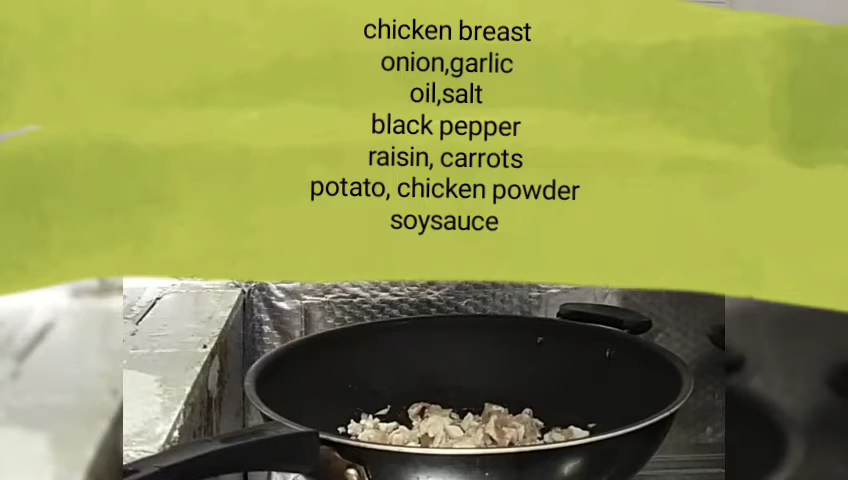 chicken breast
onion,garlic
oil,salt
black pepper
raisin, carrots
potato, chicken powder
soysauce